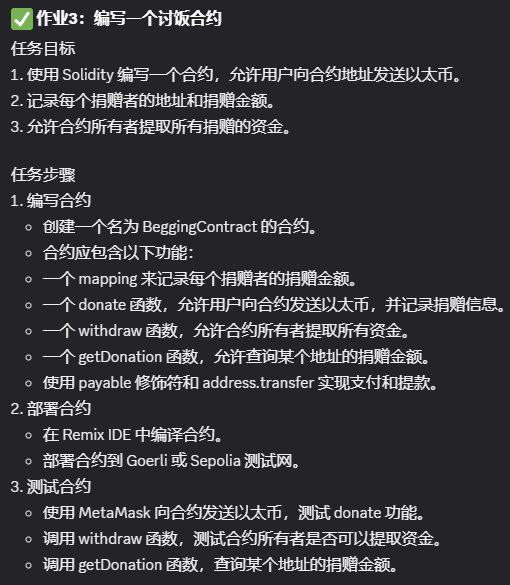 ✅ 作业3：编写一个讨饭合约
任务目标
1. 使用 Solidity 编写一个合约，允许用户向合约地址发送以太币。
2. 记录每个捐赠者的地址和捐赠金额。
3. 允许合约所有者提取所有捐赠的资金。
任务步骤
1. 编写合约
○ 创建一个名为 BeggingContract 的合约。
○ 合约应包含以下功能：
○ 一个 mapping 来记录每个捐赠者的捐赠金额。
○ 一个 donate 函数，允许用户向合约发送以太币，并记录捐赠信息。
○ 一个 withdraw 函数，允许合约所有者提取所有资金。
○ 一个 getDonation 函数，允许查询某个地址的捐赠金额。
○ 使用 payable 修饰符和 address.transfer 实现支付和提款。
2. 部署合约
○ 在 Remix IDE 中编译合约。
○ 部署合约到 Goerli 或 Sepolia 测试网。
3. 测试合约
○ 使用 MetaMask 向合约发送以太币，测试 donate 功能。
○ 调用 withdraw 函数，测试合约所有者是否可以提取资金。
○ 调用 getDonation 函数，查询某个地址的捐赠金额。